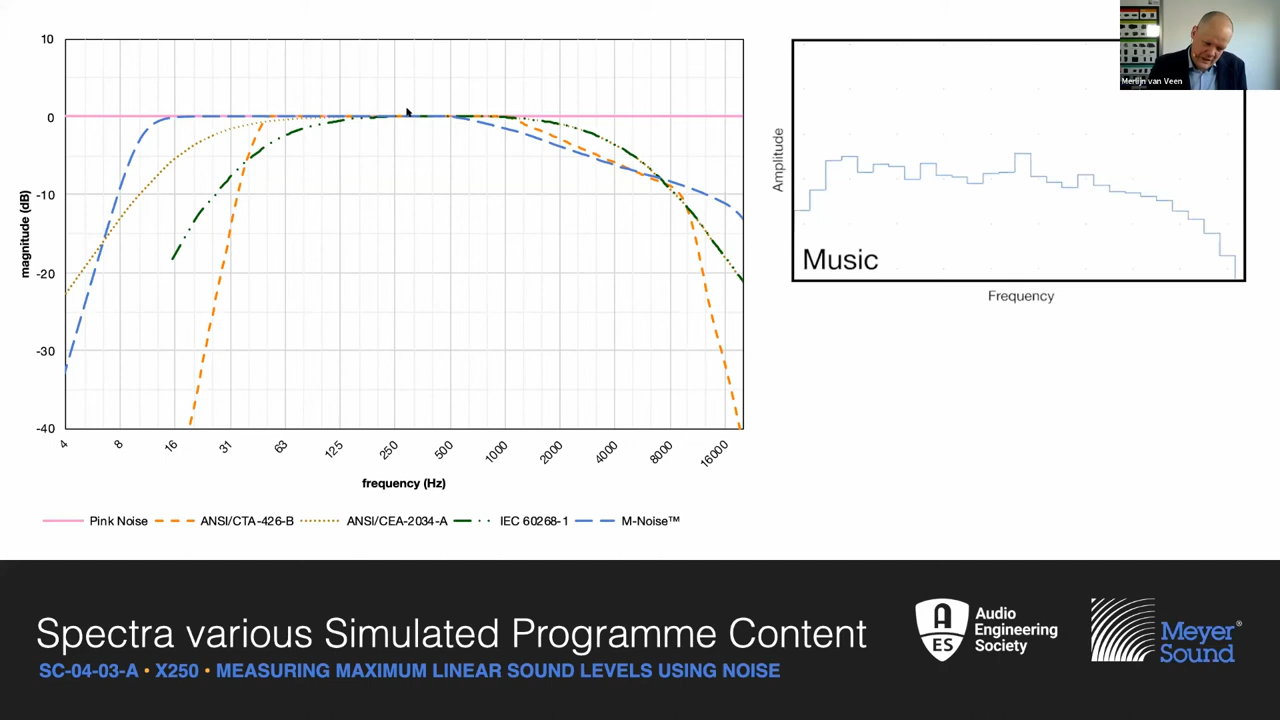 10
0
-10
-20
-30
-40
magnitude (dB)
4
8
16
31
63
125
250
500
1000
2000
4000
8000
16000
frequency (Hz)
Pink Noise
ANSI/CTA-426-B
ANSI/CEA-2034-A
IEC 60268-1
M-Noise™
Merlijn van Veen
Amplitude
Music
Frequency
Spectra various Simulated Programme Content
SC-04-03-A • X250 • MEASURING MAXIMUM LINEAR SOUND LEVELS USING NOISE
A
ES
Audio
Engineering
Society
Meyer®
Sound